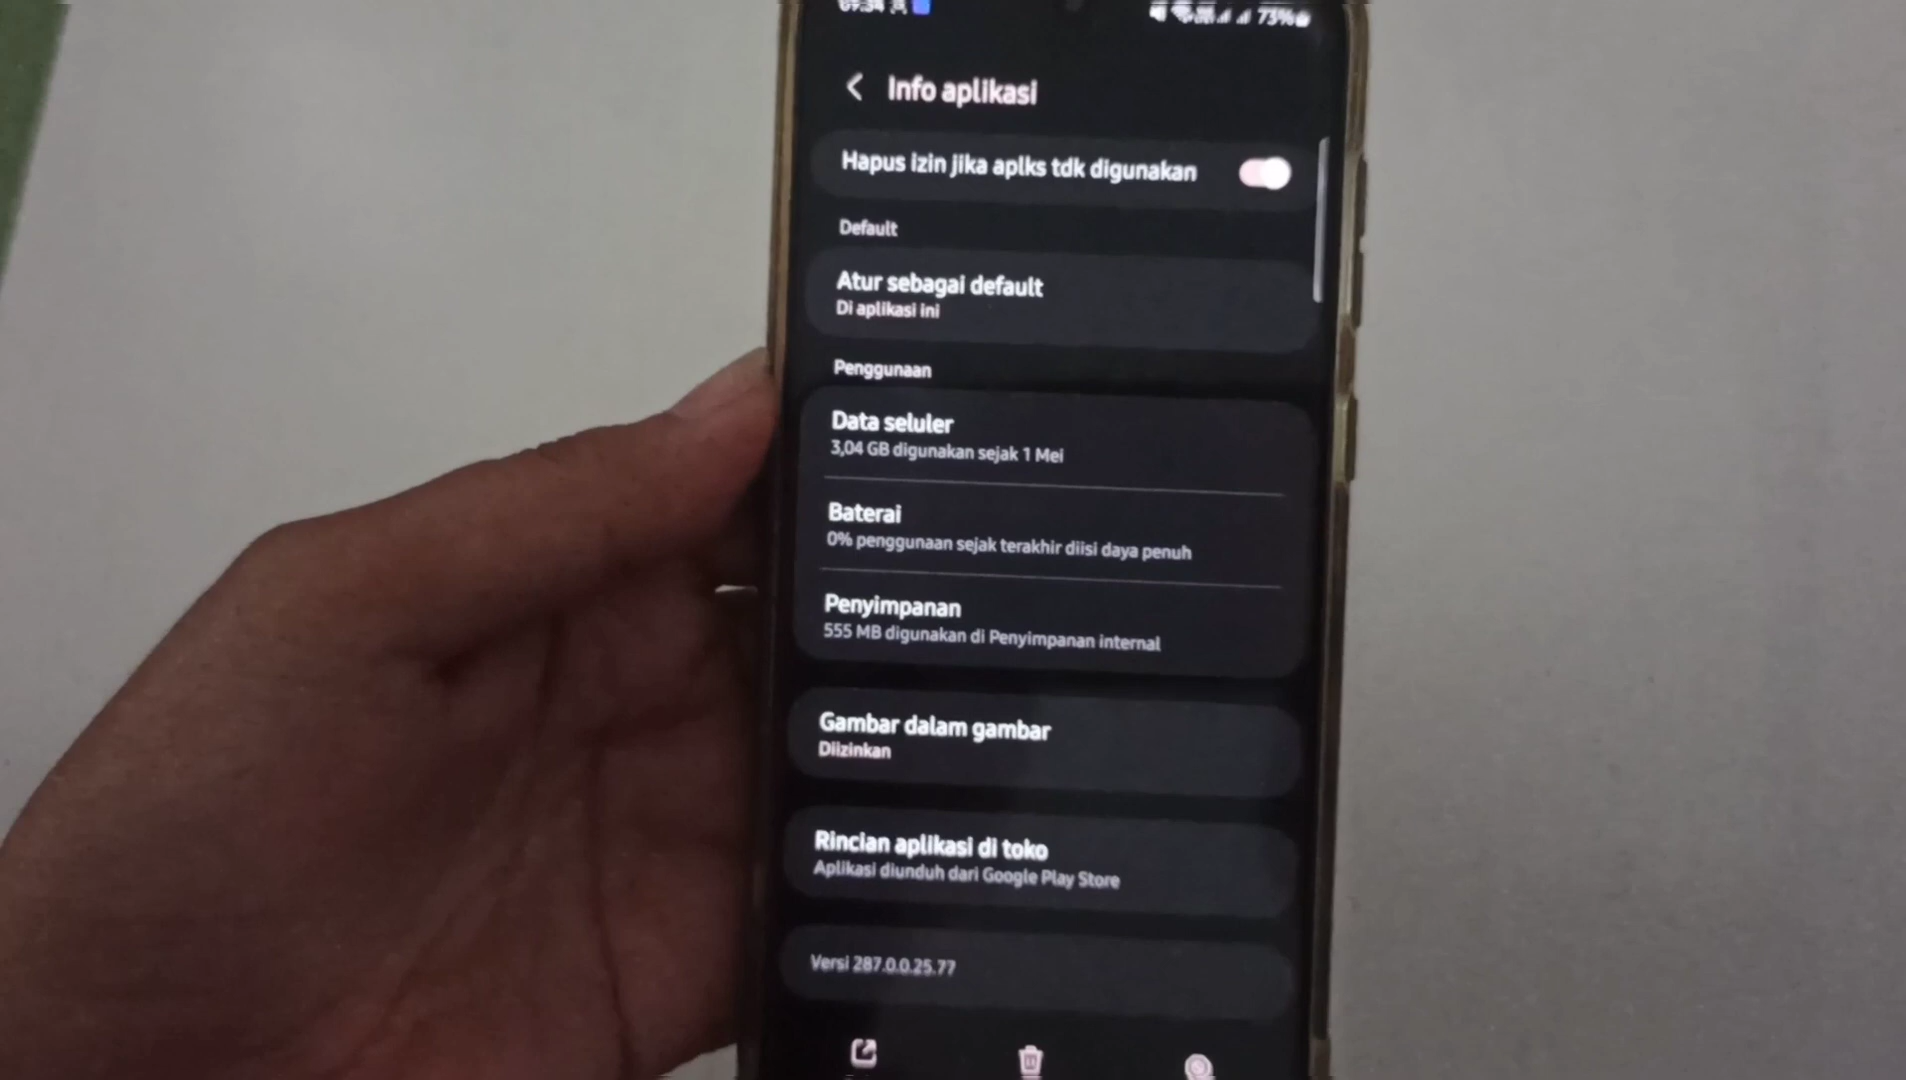 73%
Info aplikasi
Hapus izin jika aplks tdk digunakan
Default
Atur sebagai default
Di aplikasi ini
Penggunaan
Data seluler
3,04 GB digunakan sejak 1 Mei
Baterai
0% penggunaan sejak terakhir diisi daya penuh
Penyimpanan
555 MB digunakan di Penyimpanan internal
Gambar dalam gambar
Diizinkan
Rincian aplikasi di toko
Aplikasi diunduh dari Google Play Store
Versi 287.0.0.25.77